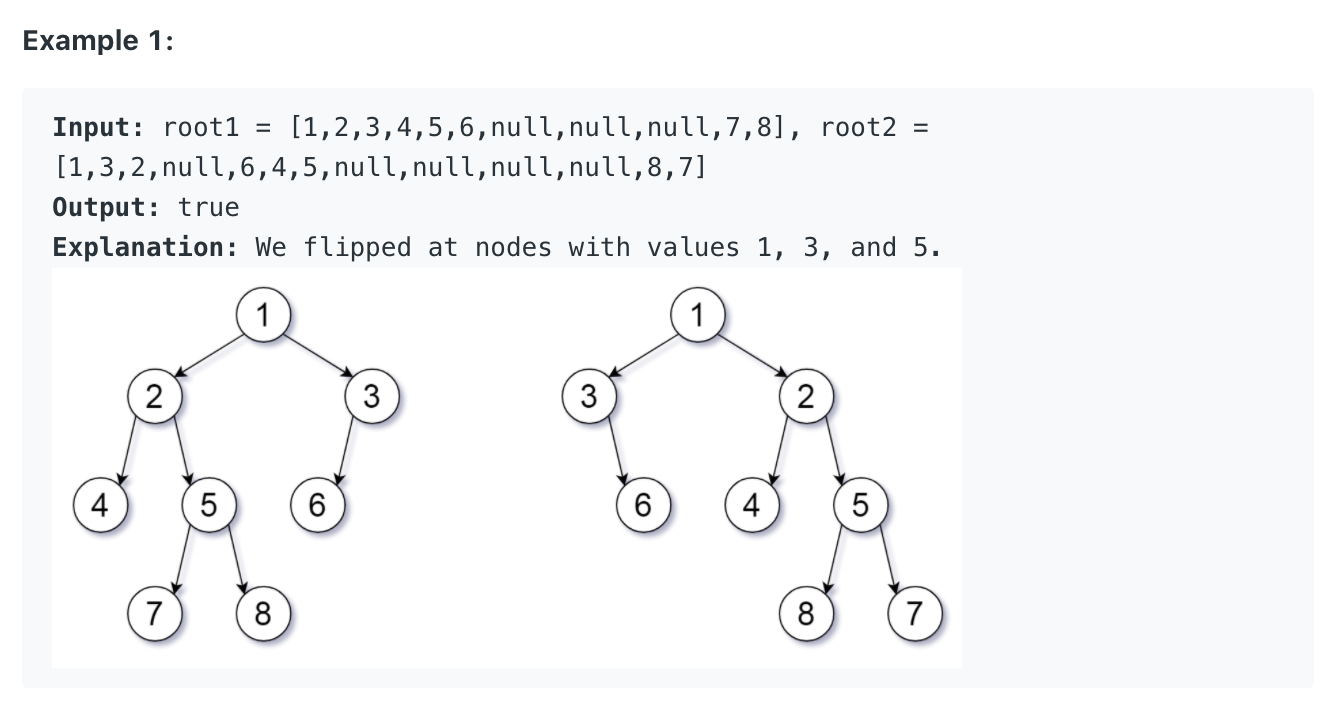 Example 1:
Input: root1 = [1,2,3,4,5,6,null,null,null,7,8], root2 =
[1,3,2,null,6,4,5,null,null,null,null,8,7]
Output: true
Explanation: We flipped at nodes with values 1, 3, and 5.
1 1
2 3 3 2
4 5 6 6 4 5
7 8 8 7